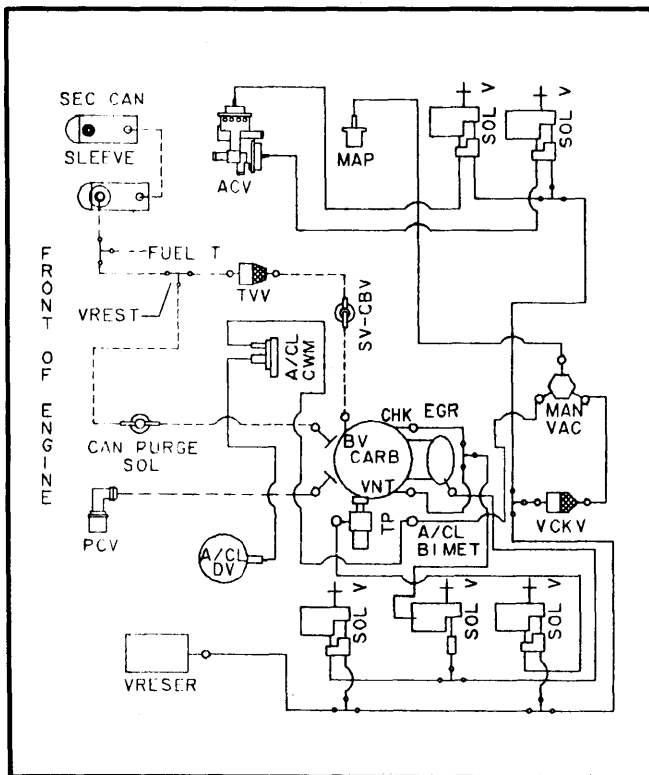 SEC CAN
SLEEVE
ACV
MAP
V
SOL
V
SOL
FRONT OF ENGINE
FUEL T
TVV
VREST
SV-CBV
A/CL
CWM
MAN
VAC
CHK
EGR
BV
CARB
VNT
CAN PURGE
SOL
TP
A/CL
BIMET
VCKV
PCV
A/CL
DV
V
SOL
V
SOL
V
SOL
VRESER